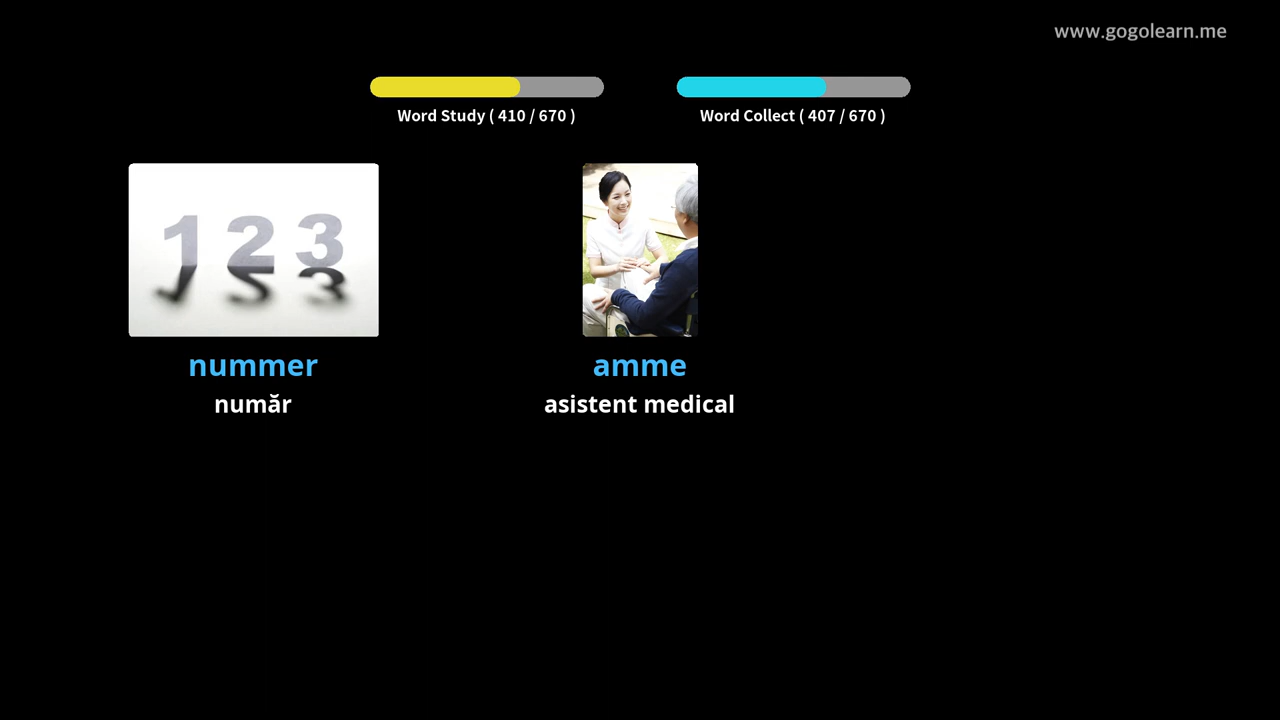 www.gogolearn.me
Word Study ( 410 / 670 )
Word Collect ( 407 / 670 )
1 2 3
nummer
număr
amme
asistent medical